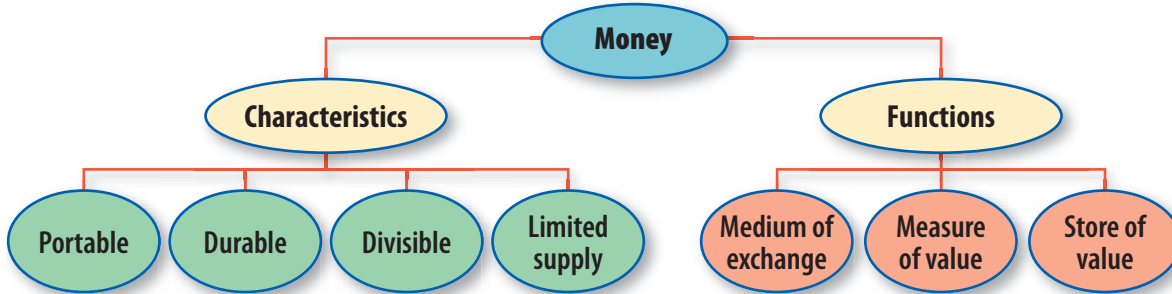 Money
Characteristics
Functions
Portable
Durable
Divisible
Limited
supply
Medium of
exchange
Measure
of value
Store of
value